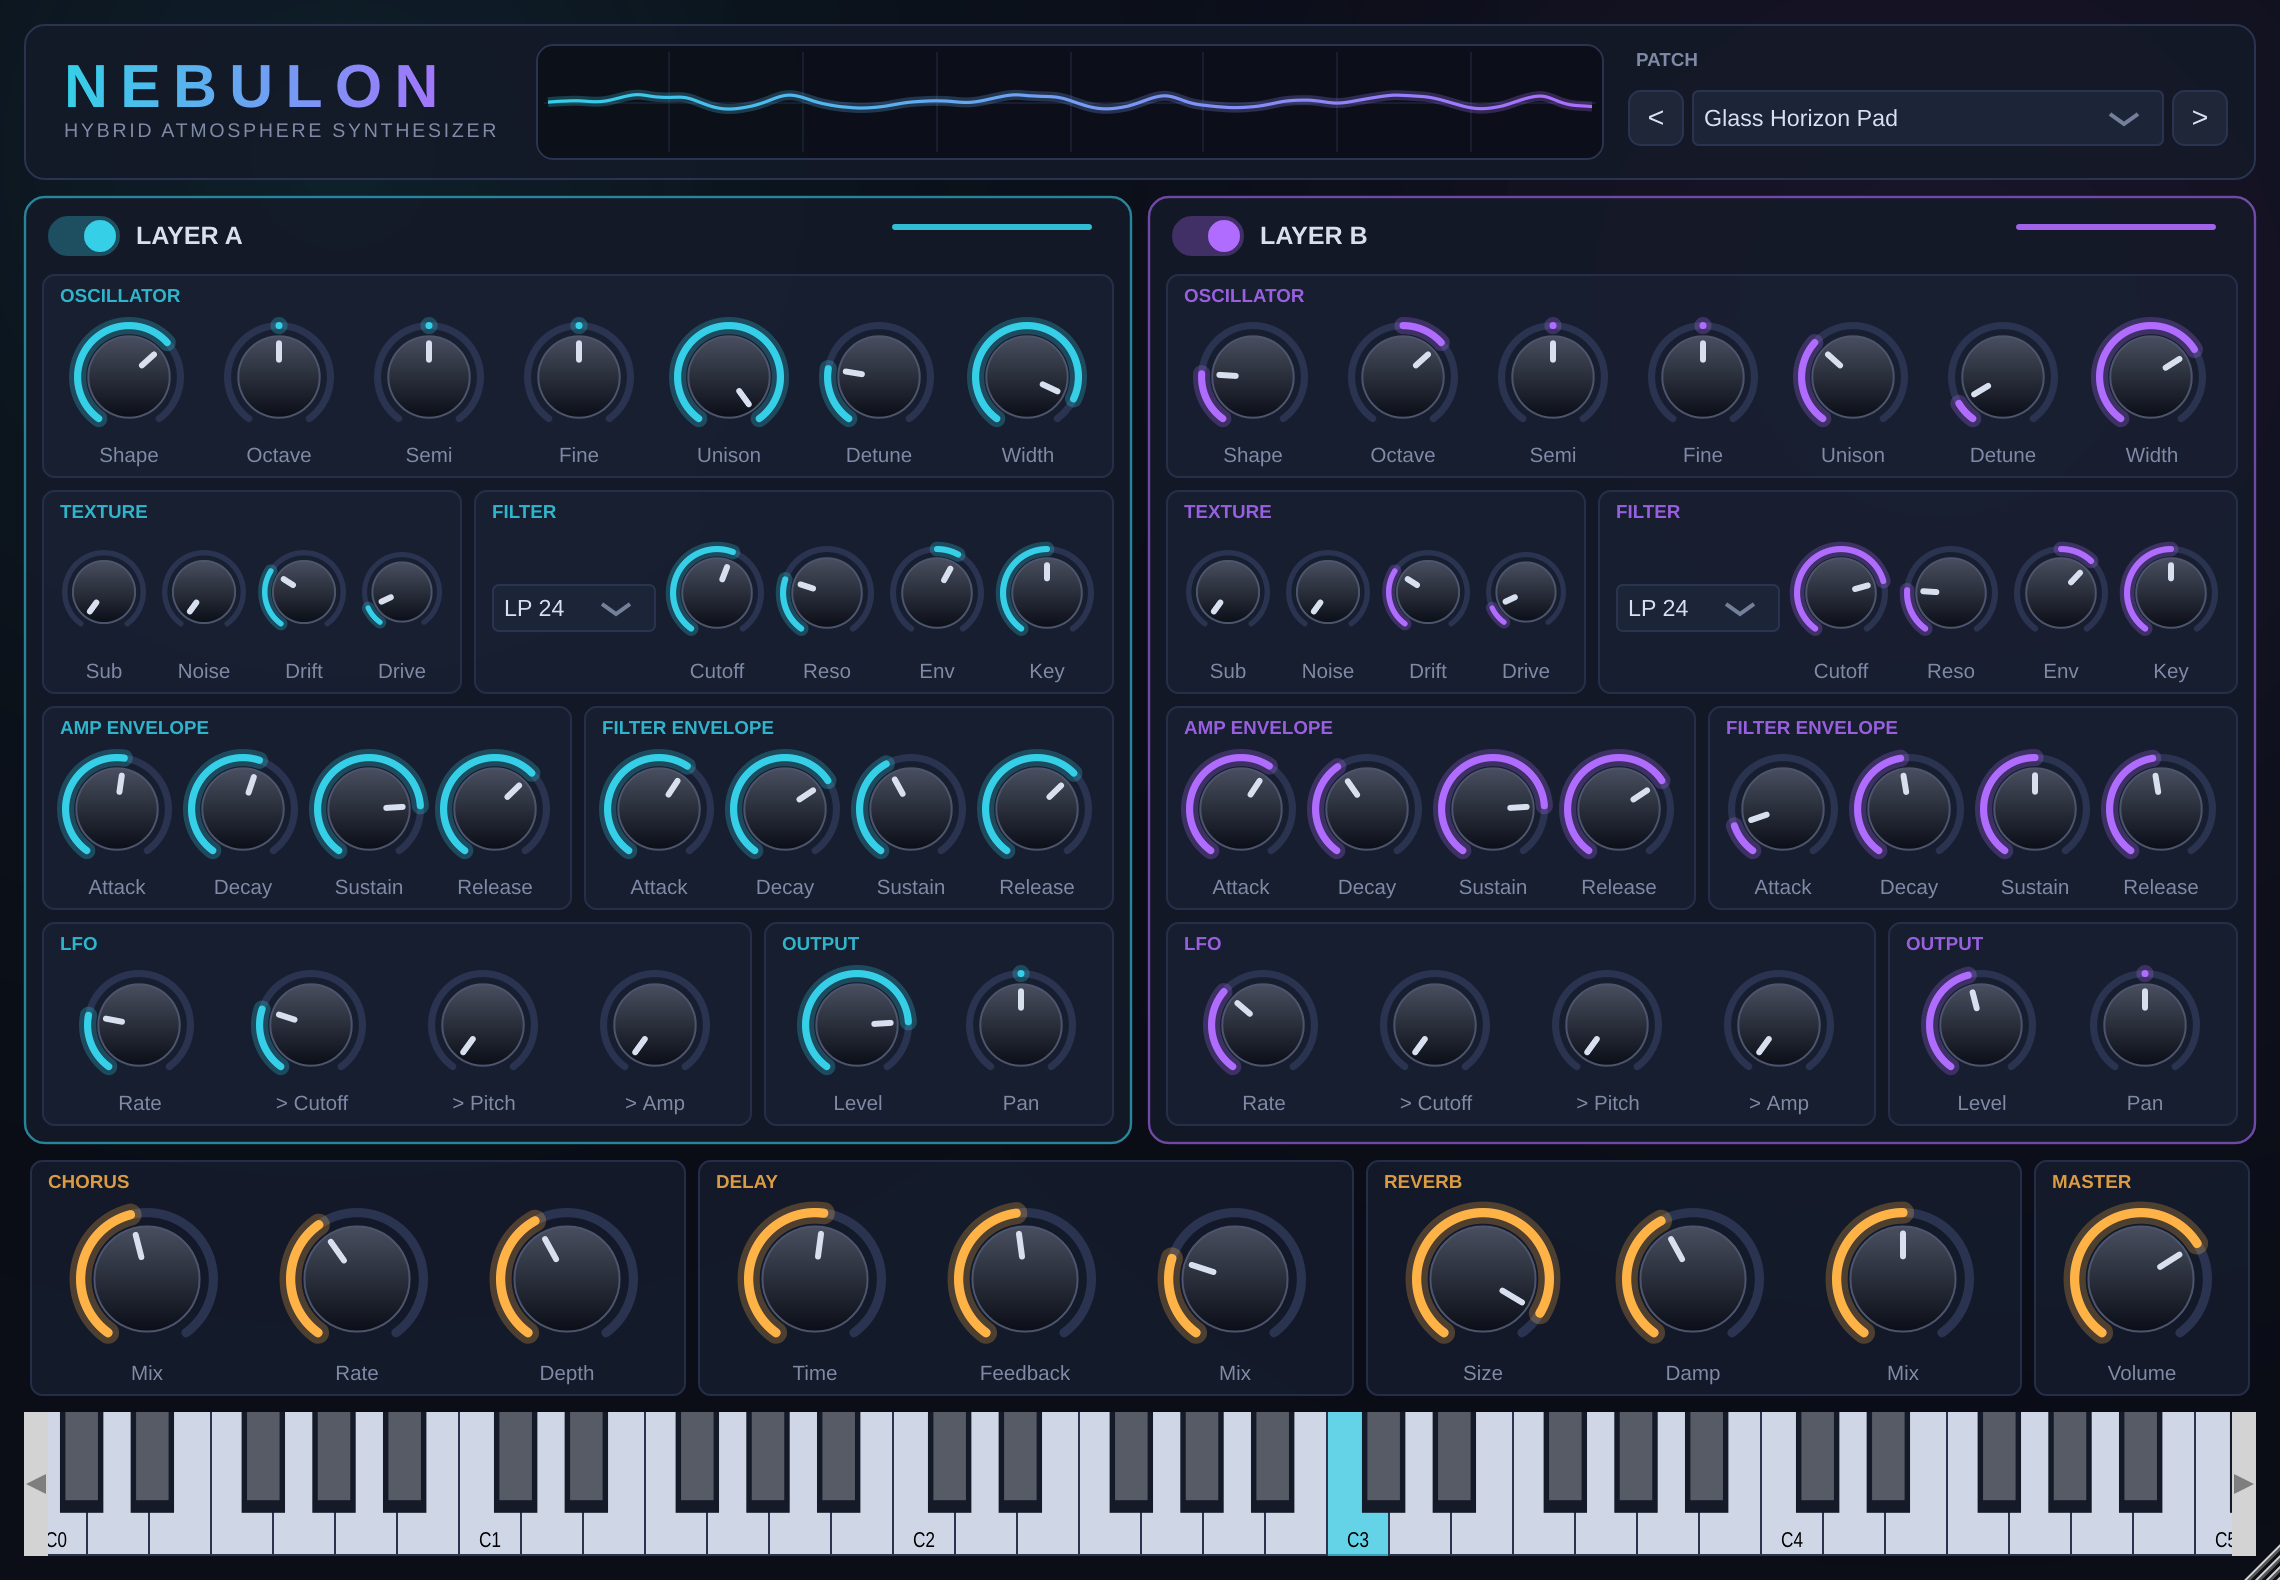 NEBULON
HYBRID ATMOSPHERE SYNTHESIZER
PATCH
< Glass Horizon Pad >
LAYER A
OSCILLATOR
Shape Octave Semi Fine Unison Detune Width
TEXTURE
Sub Noise Drift Drive
FILTER
LP 24
Cutoff Reso Env Key
AMP ENVELOPE
Attack Decay Sustain Release
FILTER ENVELOPE
Attack Decay Sustain Release
LFO
Rate > Cutoff > Pitch > Amp
OUTPUT
Level Pan
LAYER B
OSCILLATOR
Shape Octave Semi Fine Unison Detune Width
TEXTURE
Sub Noise Drift Drive
FILTER
LP 24
Cutoff Reso Env Key
AMP ENVELOPE
Attack Decay Sustain Release
FILTER ENVELOPE
Attack Decay Sustain Release
LFO
Rate > Cutoff > Pitch > Amp
OUTPUT
Level Pan
CHORUS
Mix Rate Depth
DELAY
Time Feedback Mix
REVERB
Size Damp Mix
MASTER
Volume
C0 C1 C2 C3 C4 C5